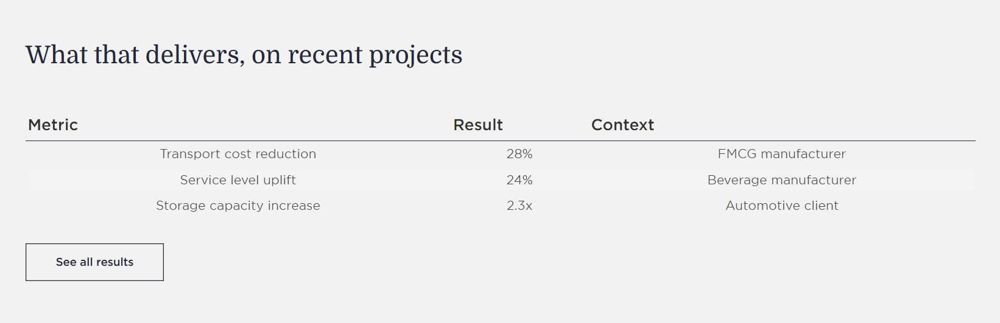 What that delivers, on recent projects
Metric Result Context
Transport cost reduction 28% FMCG manufacturer
Service level uplift 24% Beverage manufacturer
Storage capacity increase 2.3x Automotive client
See all results